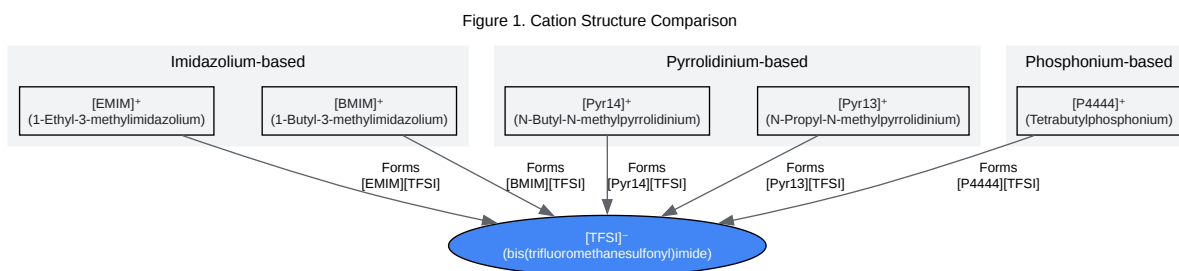 Figure 1. Cation Structure Comparison
Imidazolium-based
Pyrrolidinium-based
Phosphonium-based
[EMIM]⁺
(1-Ethyl-3-methylimidazolium)
[BMIM]⁺
(1-Butyl-3-methylimidazolium)
[Pyr14]⁺
(N-Butyl-N-methylpyrrolidinium)
[Pyr13]⁺
(N-Propyl-N-methylpyrrolidinium)
[P4444]⁺
(Tetrabutylphosphonium)
Forms
[EMIM][TFSI]
Forms
[BMIM][TFSI]
Forms
[Pyr14][TFSI]
Forms
[Pyr13][TFSI]
Forms
[P4444][TFSI]
[TFSI]⁻
(bis(trifluoromethanesulfonyl)imide)